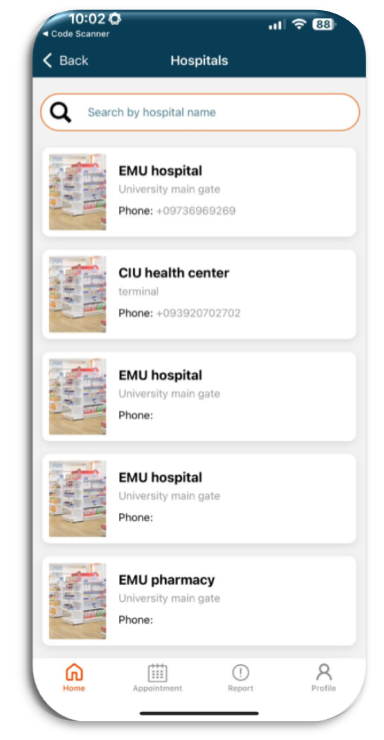 10:02
◂ Code Scanner
88
Back
Hospitals
Search by hospital name
EMU hospital
University main gate
Phone: +09736969269
CIU health center
terminal
Phone: +093920702702
EMU hospital
University main gate
Phone:
EMU hospital
University main gate
Phone:
EMU pharmacy
University main gate
Phone:
Home
Appointment
Report
Profile